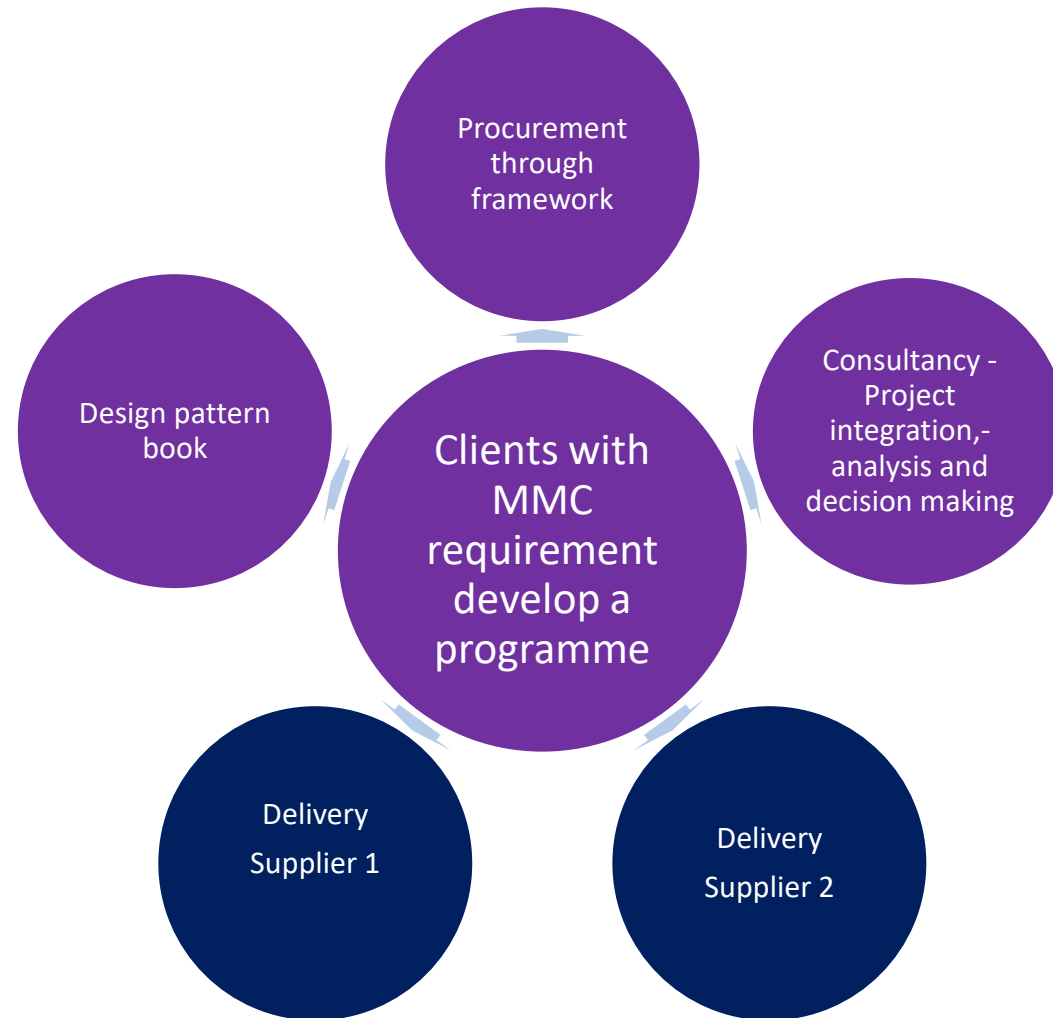 Procurement
through
framework
Design pattern
book
Consultancy -
Project
integration,-
analysis and
decision making
Clients with
MMC
requirement
develop a
programme
Delivery
Supplier 1
Delivery
Supplier 2